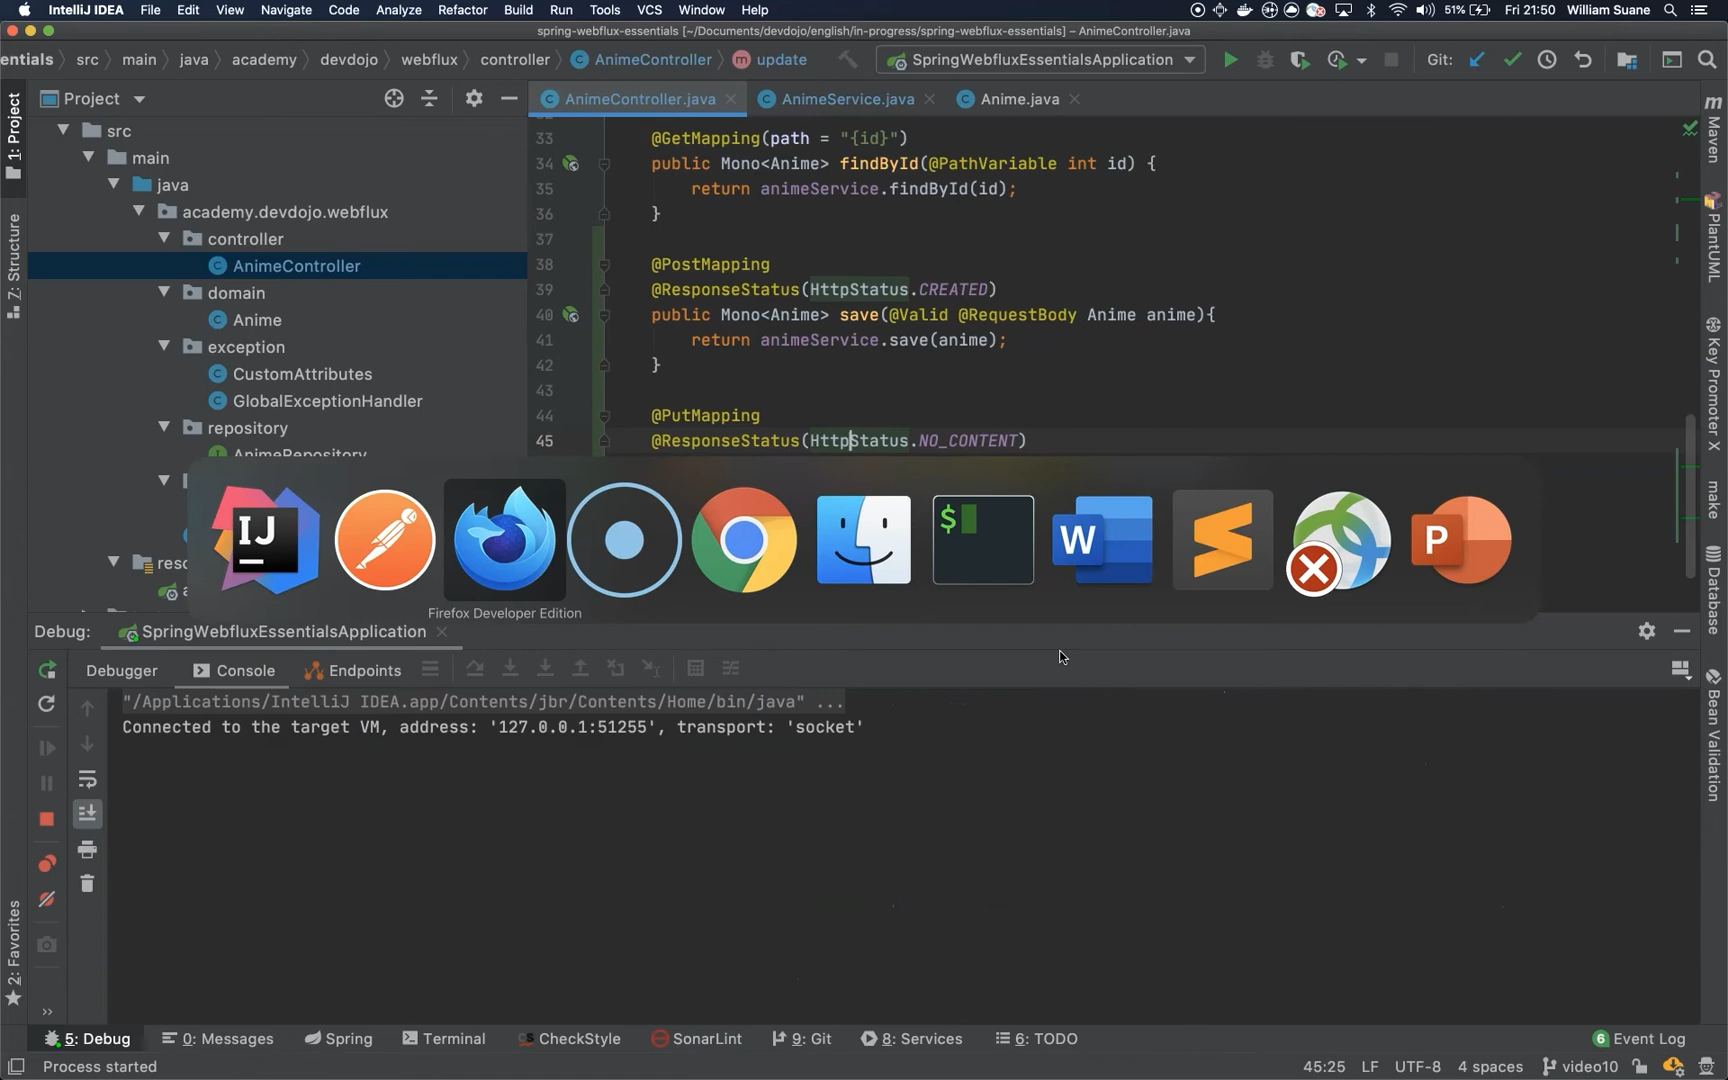 IntelliJ IDEA File Edit View Navigate Code Analyze Refactor Build Run Tools VCS Window Help 51% Fri 21:50 William Suane
spring-webflux-essentials [~/Documents/devdojo/english/in-progress/spring-webflux-essentials] – AnimeController.java
entials src main java academy devdojo webflux controller AnimeController update SpringWebfluxEssentialsApplication Git:
1: Project
Z: Structure
2: Favorites
Project
src
main
java
academy.devdojo.webflux
controller
AnimeController
domain
Anime
exception
CustomAttributes
GlobalExceptionHandler
repository
AnimeRepository
resc
a
AnimeController.java AnimeService.java Anime.java
33 @GetMapping(path = "{id}")
34 public Mono<Anime> findById(@PathVariable int id) {
35 return animeService.findById(id);
36 }
37
38 @PostMapping
39 @ResponseStatus(HttpStatus.CREATED)
40 public Mono<Anime> save(@Valid @RequestBody Anime anime){
41 return animeService.save(anime);
42 }
43
44 @PutMapping
45 @ResponseStatus(HttpStatus.NO_CONTENT)
m Maven
PlantUML
Key Promoter X
make
Database
Bean Validation
IJ
$
W
P
Firefox Developer Edition
Debug: SpringWebfluxEssentialsApplication
Debugger Console Endpoints
"/Applications/IntelliJ IDEA.app/Contents/jbr/Contents/Home/bin/java" ...
Connected to the target VM, address: '127.0.0.1:51255', transport: 'socket'
5: Debug 0: Messages Spring Terminal CheckStyle SonarLint 9: Git 8: Services 6: TODO 6 Event Log
Process started 45:25 LF UTF-8 4 spaces video10